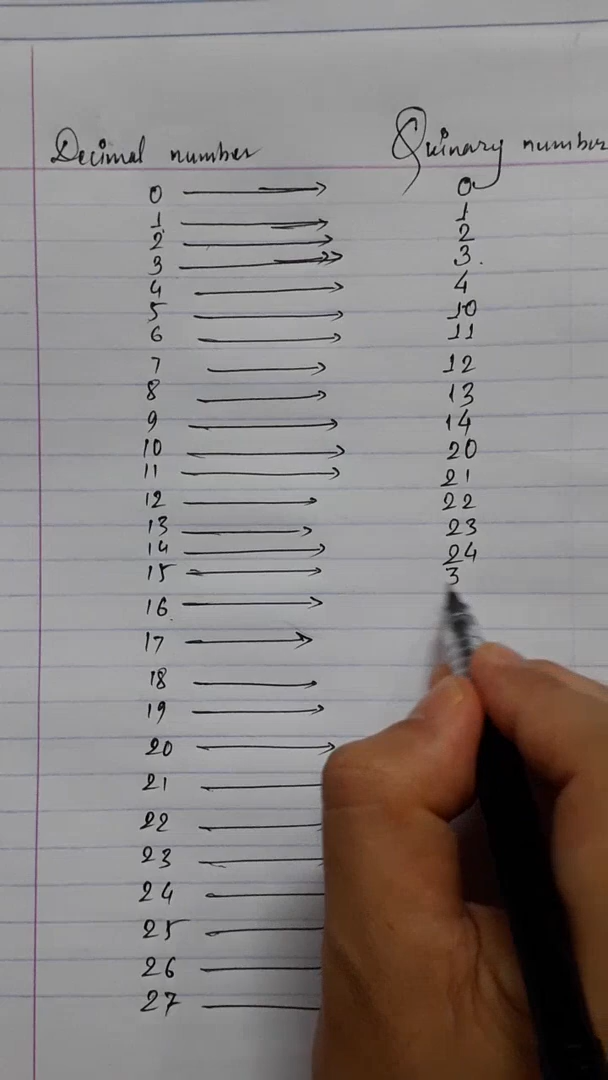 Decimal number Quinary number
0 → 0
1 → 1
2 → 2
3 → 3.
4 → 4
5 → 10
6 → 11
7 → 12
8 → 13
9 → 14
10 → 20
11 → 21
12 → 22
13 → 23
14 → 24
15 → 3
16. →
17 →
18 →
19 →
20 →
21
22
23
24
25
26
27